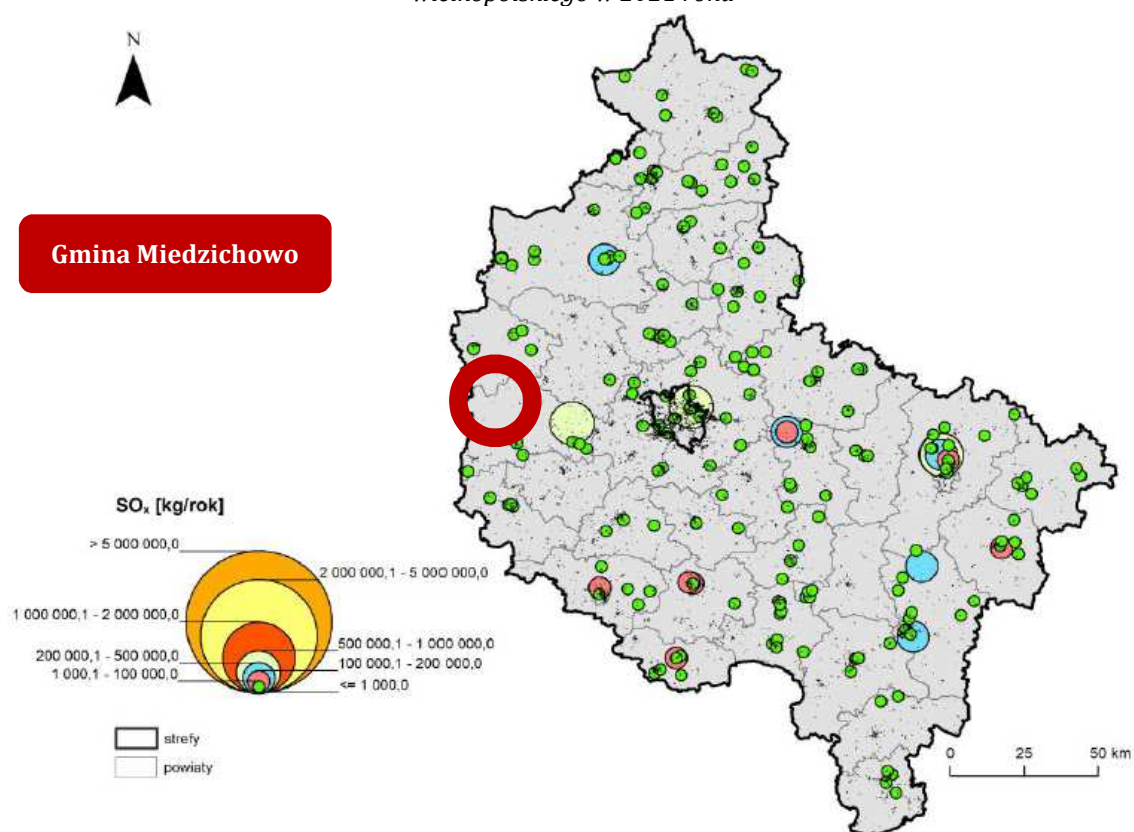 wielkopolskiego w 2021 roku
N
Gmina Miedzichowo
SOₓ [kg/rok]
> 5 000 000,0
2 000 000,1 - 5 000 000,0
1 000 000,1 - 2 000 000,0
500 000,1 - 1 000 000,0
200 000,1 - 500 000,0
100 000,1 - 200 000,0
1 000,1 - 100 000,0
<= 1 000,0
strefy
powiaty
0 25 50 km